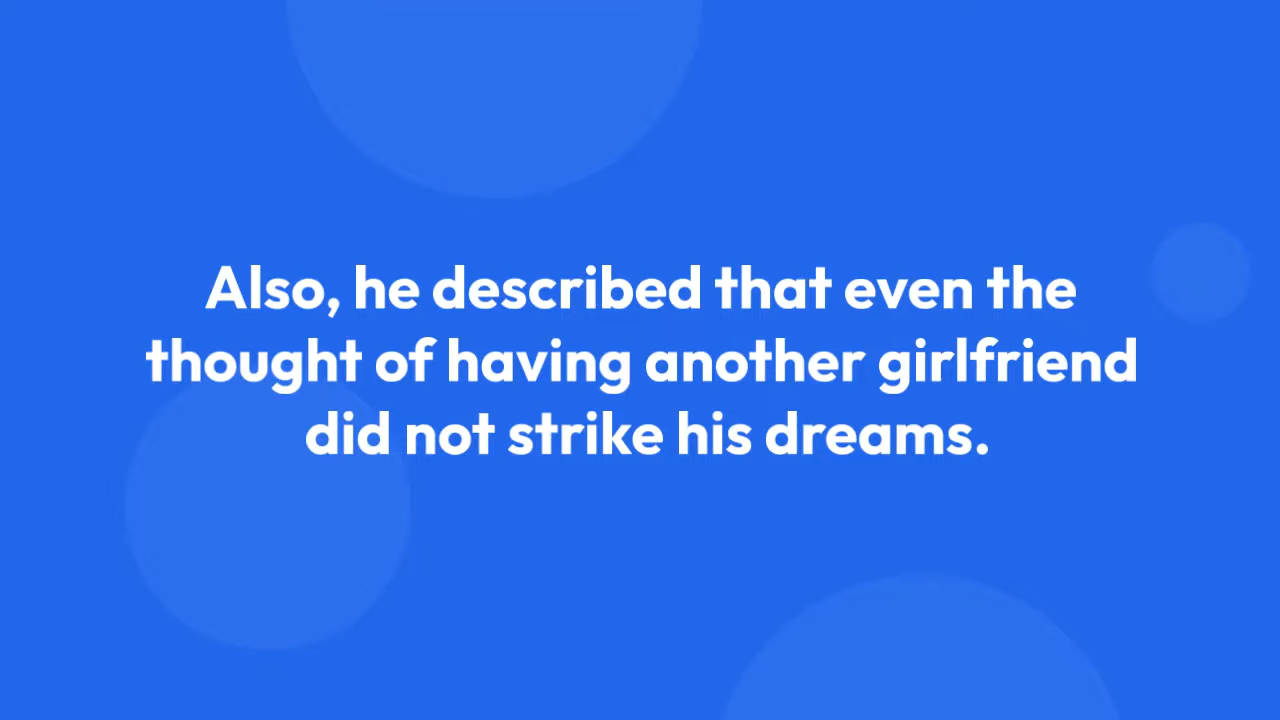 Also, he described that even the
thought of having another girlfriend
did not strike his dreams.